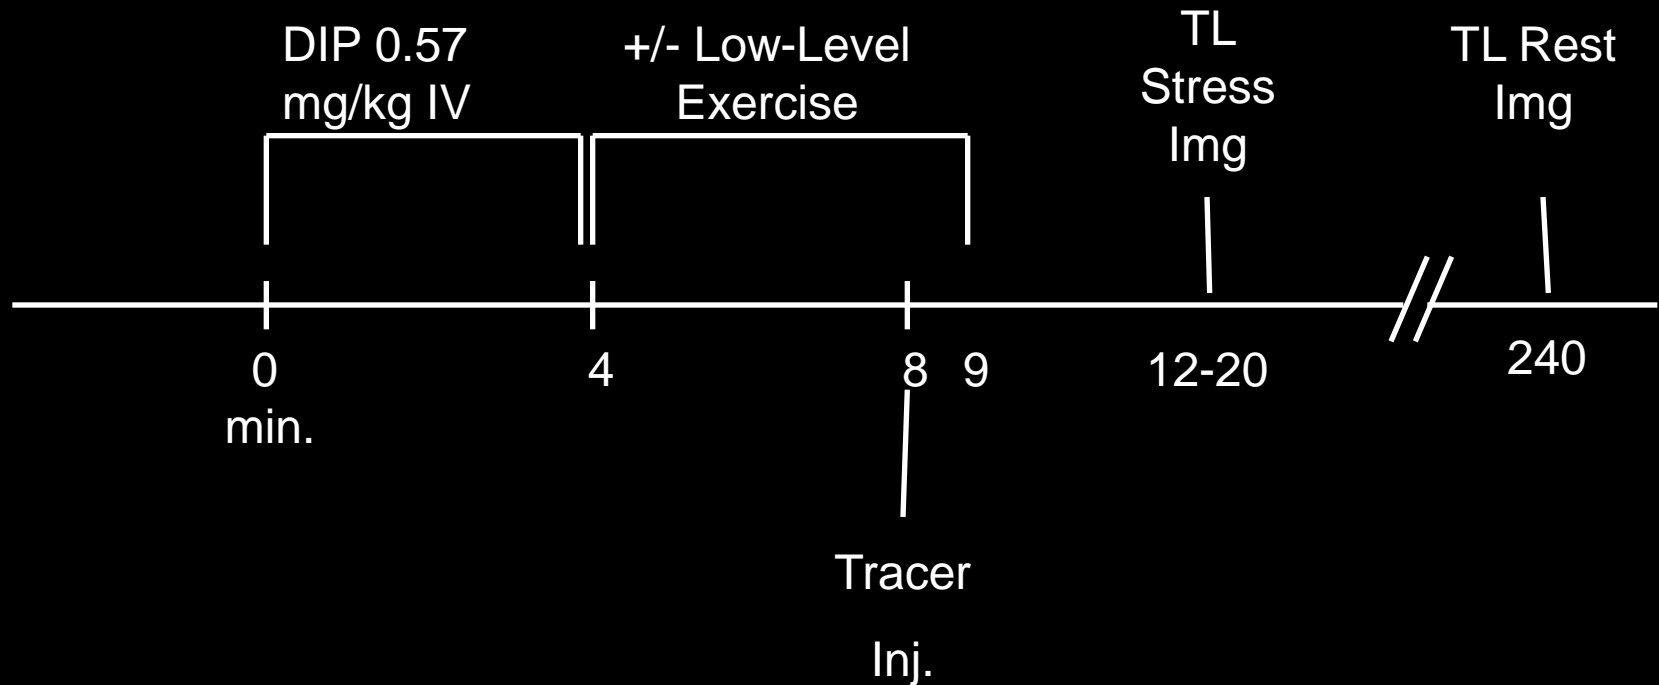 DIP 0.57
mg/kg IV
+/- Low-Level
Exercise
TL
Stress
Img
TL Rest
Img
0
min.
4
8
9
12-20
240
Tracer
Inj.